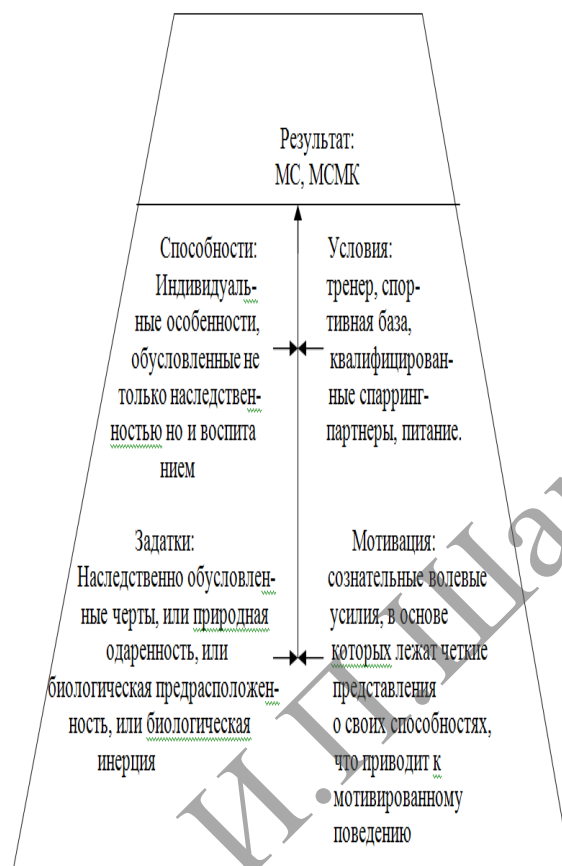 Результат:
МС, МСМК
Способности:
Индивидуаль-
ные особенности,
обусловленные не
только наследствен-
ностью но и воспита
нием
Условия:
тренер, спор-
тивная база,
квалифицирован-
ные спарринг-
партнеры, питание.
Задатки:
Наследственно обусловлен-
ные черты, или природная
одаренность, или
биологическая предрасположен-
ность, или биологическая
инерция
Мотивация:
сознательные волевые
усилия, в основе
которых лежат четкие
представления
о своих способностях,
что приводит к
мотивированному
поведению
И.П.